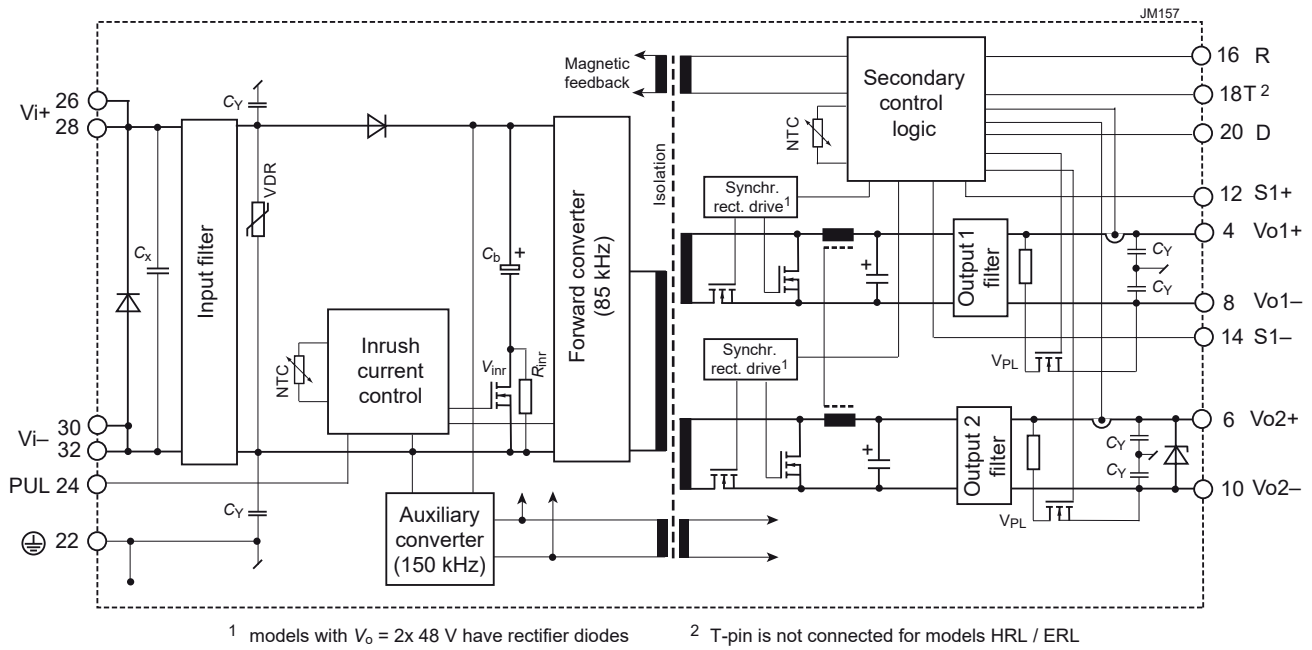 JM157
16 R
Magnetic
feedback
Secondary
control
logic
26
Vi+
28
CY
18T 2
NTC
20 D
VDR
Isolation
Synchr.
rect. drive1
12 S1+
4 Vo1+
Cx
Input filter
Cb
+
Forward converter
(85 kHz)
+
Output 1
filter
CY
CY
8 Vo1–
Inrush
current
control
NTC
Vinr
Rinr
Synchr.
rect. drive1
VPL
14 S1–
30
Vi–
32
+
Output 2
filter
6 Vo2+
CY
CY
PUL 24
10 Vo2–
CY
Auxiliary
converter
(150 kHz)
VPL
22
1 models with Vo = 2x 48 V have rectifier diodes
2 T-pin is not connected for models HRL / ERL